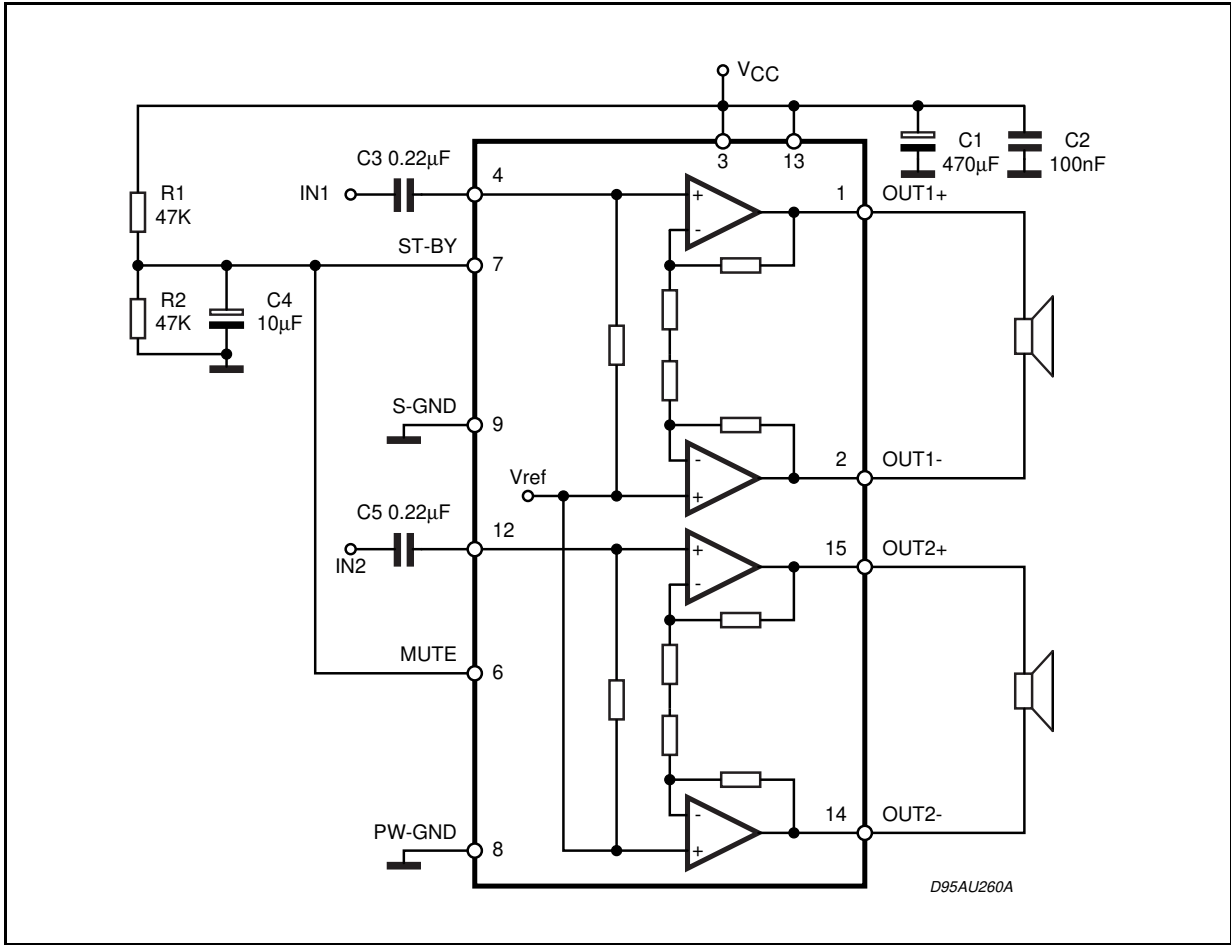 VCC
C3 0.22µF
3
13
C1
470µF
C2
100nF
R1
47K
IN1
4
+
-
1
OUT1+
ST-BY
7
R2
47K
C4
10µF
S-GND
9
Vref
-
+
2
OUT1-
C5 0.22µF
IN2
12
+
-
15
OUT2+
MUTE
6
-
+
14
OUT2-
PW-GND
8
D95AU260A